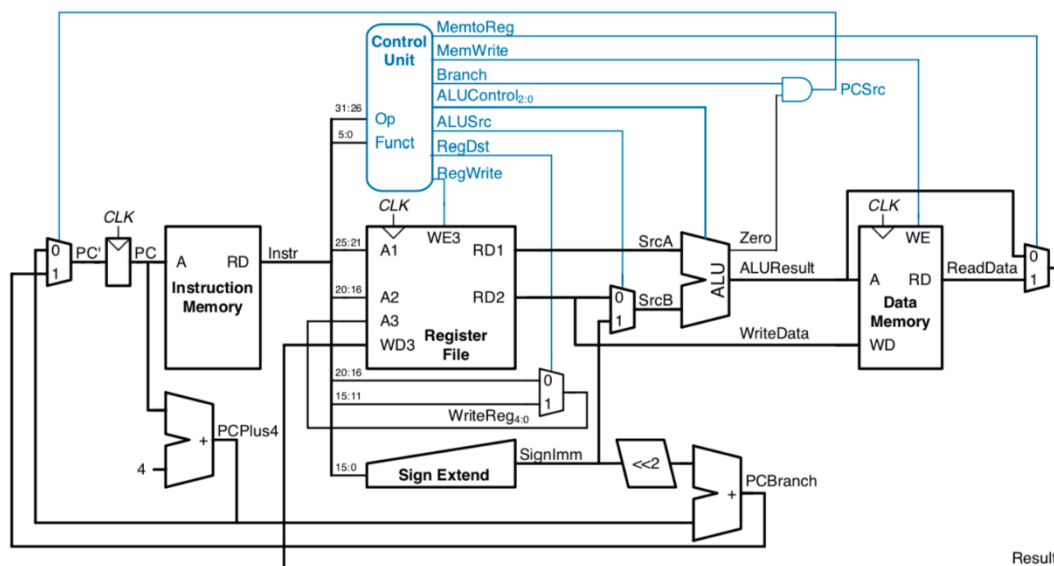 MemtoReg
Control Unit
MemWrite
Branch
ALUControl2:0
PCSrc
31:26
Op
ALUSrc
5:0
Funct
RegDst
RegWrite
CLK
CLK
CLK
0
1
PC'
PC
A
RD
Instr
Instruction Memory
25:21
A1
WE3
RD1
SrcA
Zero
WE
0
1
20:16
A2
RD2
0
1
SrcB
ALU
ALUResult
A
RD
ReadData
A3
Data Memory
WD3
Register File
WriteData
WD
20:16
0
15:11
1
WriteReg4:0
PCPlus4
+
4
SignImm
15:0
Sign Extend
<<2
+
PCBranch
Result